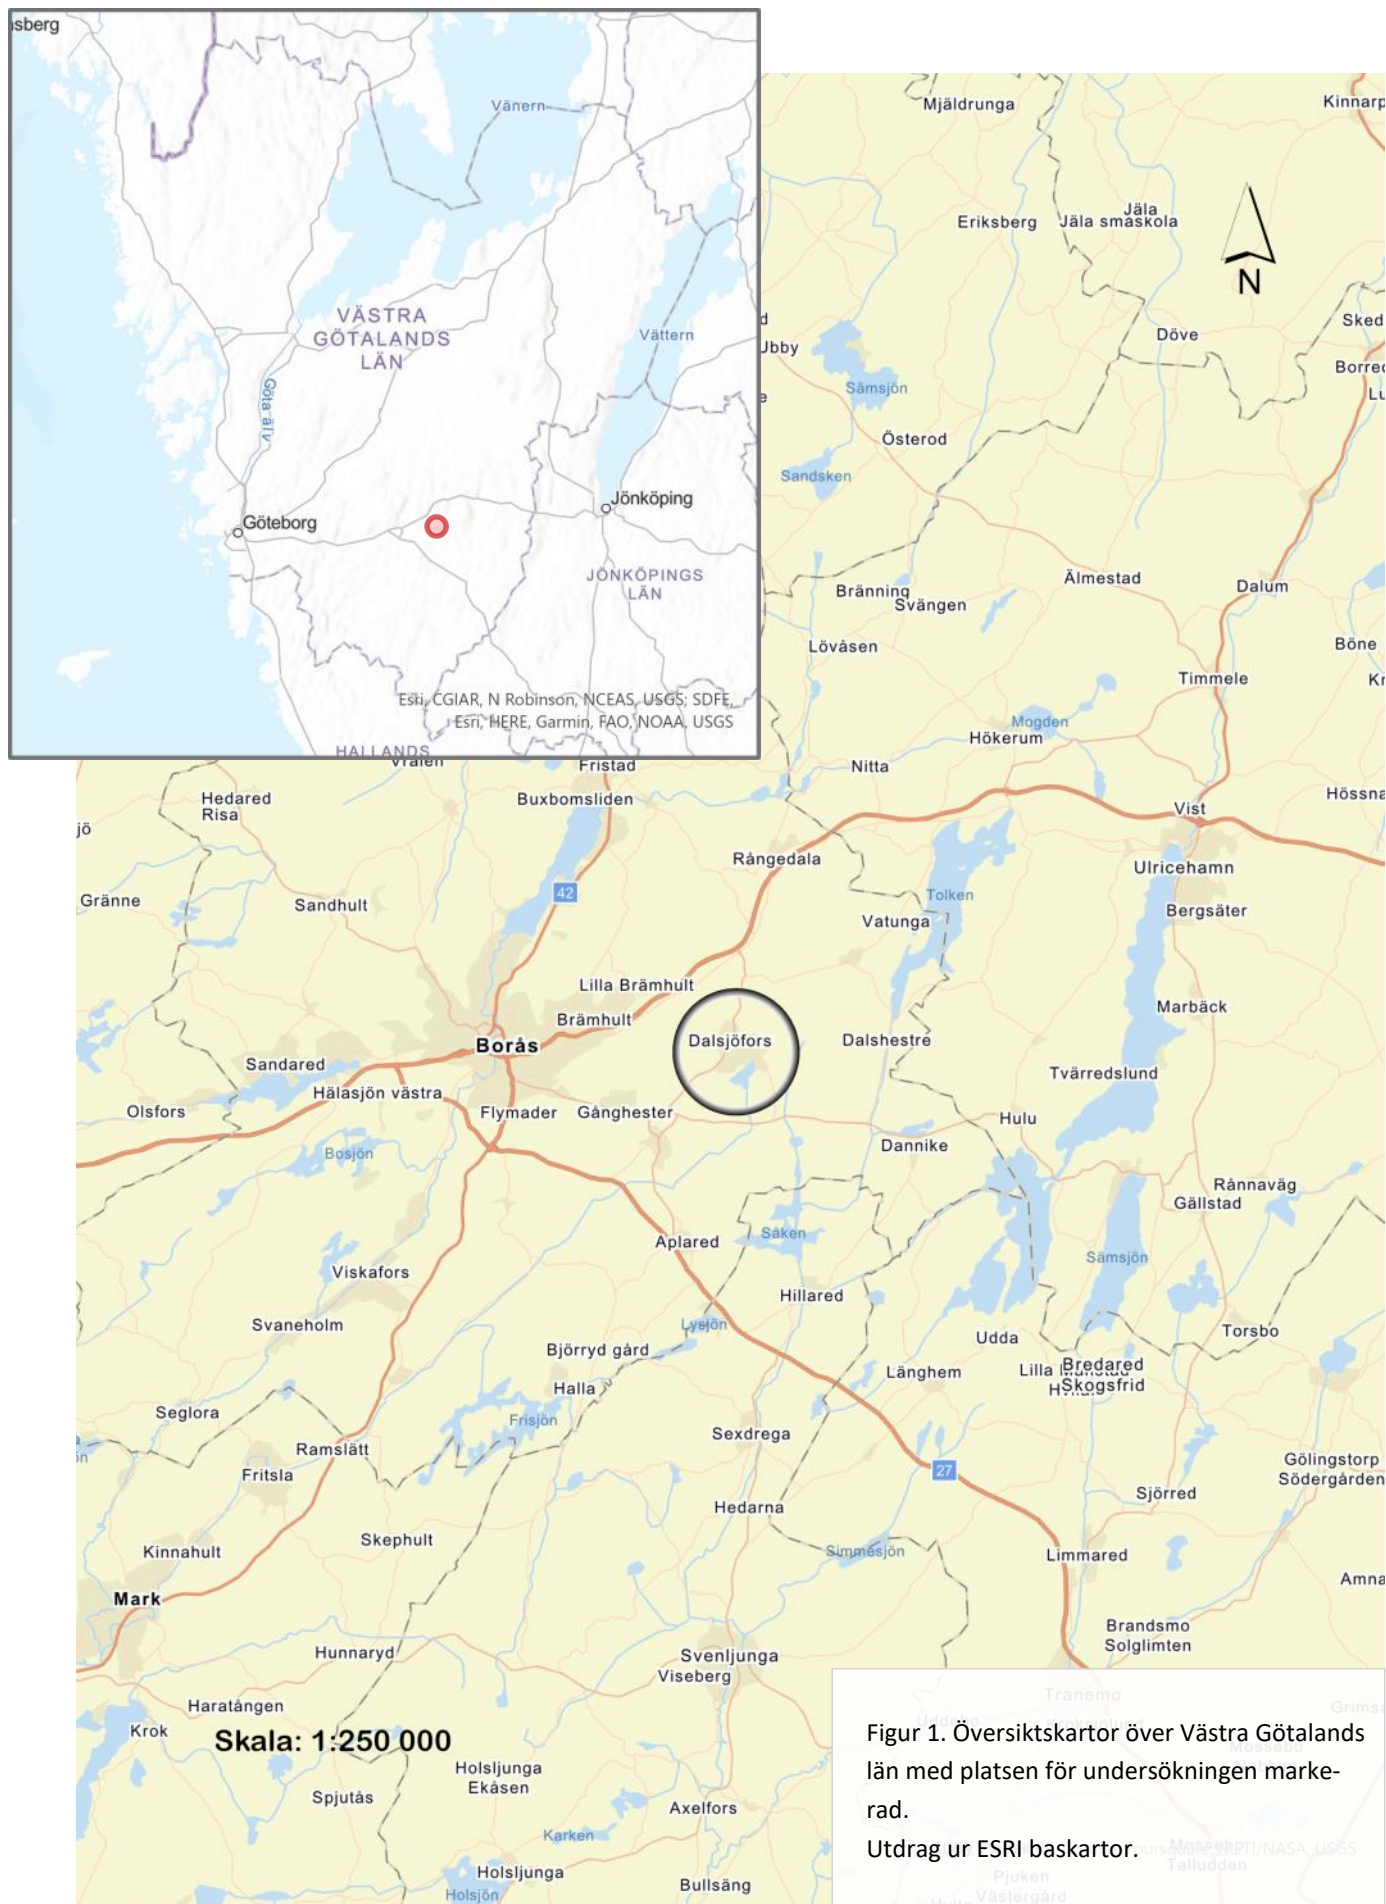 Vänern
VÄSTRA
GÖTALANDS
LÄN
Vättern
Göta älv
Göteborg
Jönköping
JÖNKÖPINGS
LÄN
Esri, CGIAR, N Robinson, NCEAS, USGS; SDFE,
Esri, HERE, Garmin, FAO, NOAA, USGS
HALLANDS
Mjäldrunga
Eriksberg
Jäla
Jäla småskola
N
Döve
Sämsjön
Österod
Sandsken
Bränning
Svängen
Älmestad
Dalum
Lövåsen
Böne
Timmele
Mogden
Hökerum
Fristad
Nitta
Hedared
Risa
Buxbomsliden
Vist
Rångedala
Ulricehamn
42
Gränne
Sandhult
Tolken
Vatunga
Bergsäter
Lilla Brämhult
Marbäck
Brämhult
Borås
Dalsjöfors
Dalshestre
Sandared
Tvärredslund
Hälasjön västra
Olsfors
Flymader
Gånghester
Hulu
Dannike
Bosjön
Rånnaväg
Gällstad
Såken
Aplared
Sämsjön
Viskafors
Hillared
Lysjön
Svaneholm
Udda
Torsbo
Björryd gård
Länghem
Lilla
Bredared
Skogsfrid
Halla
Seglora
Frisjön
Sexdrega
Ramslätt
Fritsla
27
Gölingstorp
Södergården
Hedarna
Sjörred
Skephult
Kinnahult
Simmesjön
Limmared
Mark
Brandsmo
Solglimten
Hunnaryd
Svenljunga
Viseberg
Tranemo
Haratången
Krok
Skala: 1:250 000
Holsljunga
Ekåsen
Spjutås
Axelfors
Karken
Holsljunga
Holsjön
Bullsäng
Figur 1. Översiktskartor över Västra Götalands
län med platsen för undersökningen marke-
rad.
Utdrag ur ESRI baskartor.
Talludden
Pjuken
Västergård